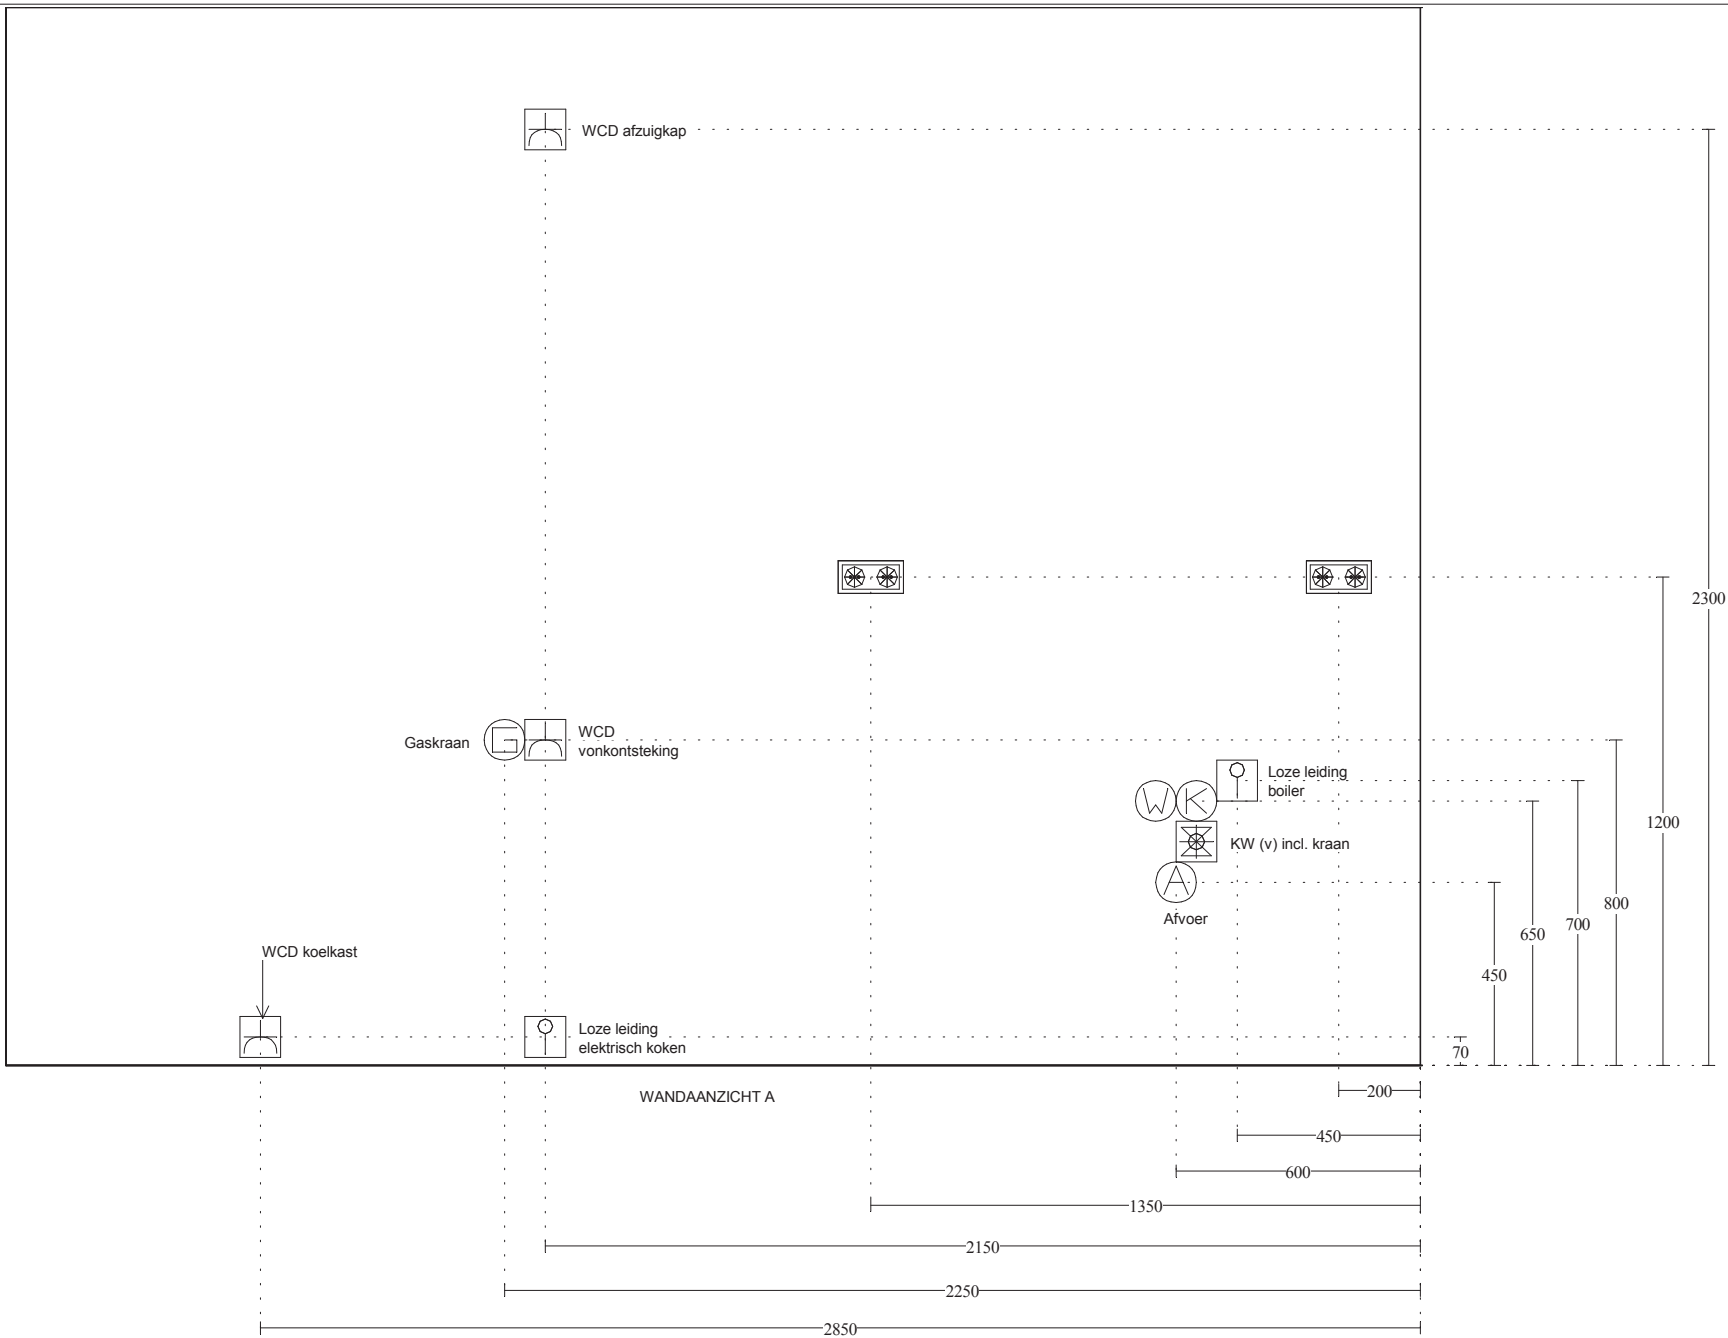 WCD afzuigkap
2300
Gaskraan
G
WCD
vonkontsteking
Loze leiding
boiler
W
K
1200
KW (v) incl. kraan
A
Afvoer
800
700
650
450
WCD koelkast
Loze leiding
elektrisch koken
70
WANDAANZICHT A
200
450
600
1350
2150
2250
2850